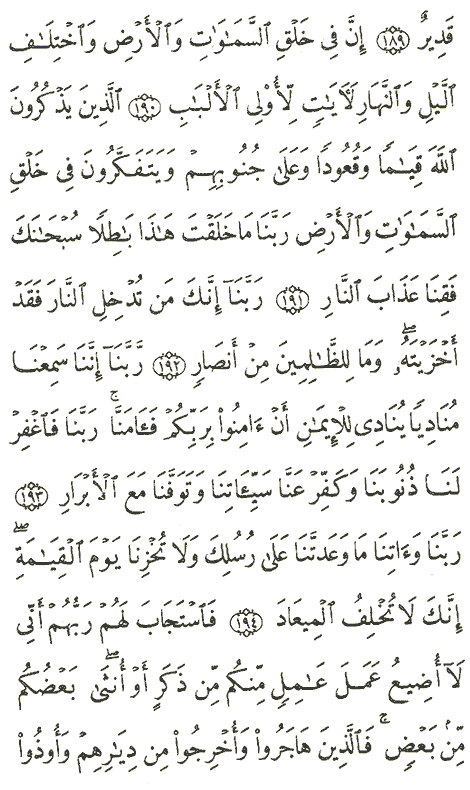 قَدِيرٌ ١٨٩ إِنَّ فِى خَلْقِ ٱلسَّمَـٰوَٰتِ وَٱلْأَرْضِ وَٱخْتِلَـٰفِ
ٱلَّيْلِ وَٱلنَّهَارِ لَـَٔايَـٰتٍ لِّأُوْلِى ٱلْأَلْبَـٰبِ ١٩٠ ٱلَّذِينَ يَذْكُرُونَ
ٱللَّهَ قِيَـٰمًا وَقُعُودًا وَعَلَىٰ جُنُوبِهِمْ وَيَتَفَكَّرُونَ فِى خَلْقِ
ٱلسَّمَـٰوَٰتِ وَٱلْأَرْضِ رَبَّنَا مَا خَلَقْتَ هَـٰذَا بَـٰطِلًا سُبْحَـٰنَكَ
فَقِنَا عَذَابَ ٱلنَّارِ ١٩١ رَبَّنَآ إِنَّكَ مَن تُدْخِلِ ٱلنَّارَ فَقَدْ
أَخْزَيْتَهُۥ ۖ وَمَا لِلظَّـٰلِمِينَ مِنْ أَنصَارٍ ١٩٢ رَّبَّنَآ إِنَّنَا سَمِعْنَا
مُنَادِيًا يُنَادِى لِلْإِيمَـٰنِ أَنْ ءَامِنُوا۟ بِرَبِّكُمْ فَـَٔامَنَّا ۚ رَبَّنَا فَٱغْفِرْ
لَنَا ذُنُوبَنَا وَكَفِّرْ عَنَّا سَيِّـَٔاتِنَا وَتَوَفَّنَا مَعَ ٱلْأَبْرَارِ ١٩٣
رَبَّنَا وَءَاتِنَا مَا وَعَدتَّنَا عَلَىٰ رُسُلِكَ وَلَا تُخْزِنَا يَوْمَ ٱلْقِيَـٰمَةِ ۖ
إِنَّكَ لَا تُخْلِفُ ٱلْمِيعَادَ ١٩٤ فَٱسْتَجَابَ لَهُمْ رَبُّهُمْ أَنِّى
لَآ أُضِيعُ عَمَلَ عَـٰمِلٍ مِّنكُم مِّن ذَكَرٍ أَوْ أُنثَىٰ ۖ بَعْضُكُم
مِّنۢ بَعْضٍ ۖ فَٱلَّذِينَ هَاجَرُوا۟ وَأُخْرِجُوا۟ مِن دِيَـٰرِهِمْ وَأُوذُوا۟